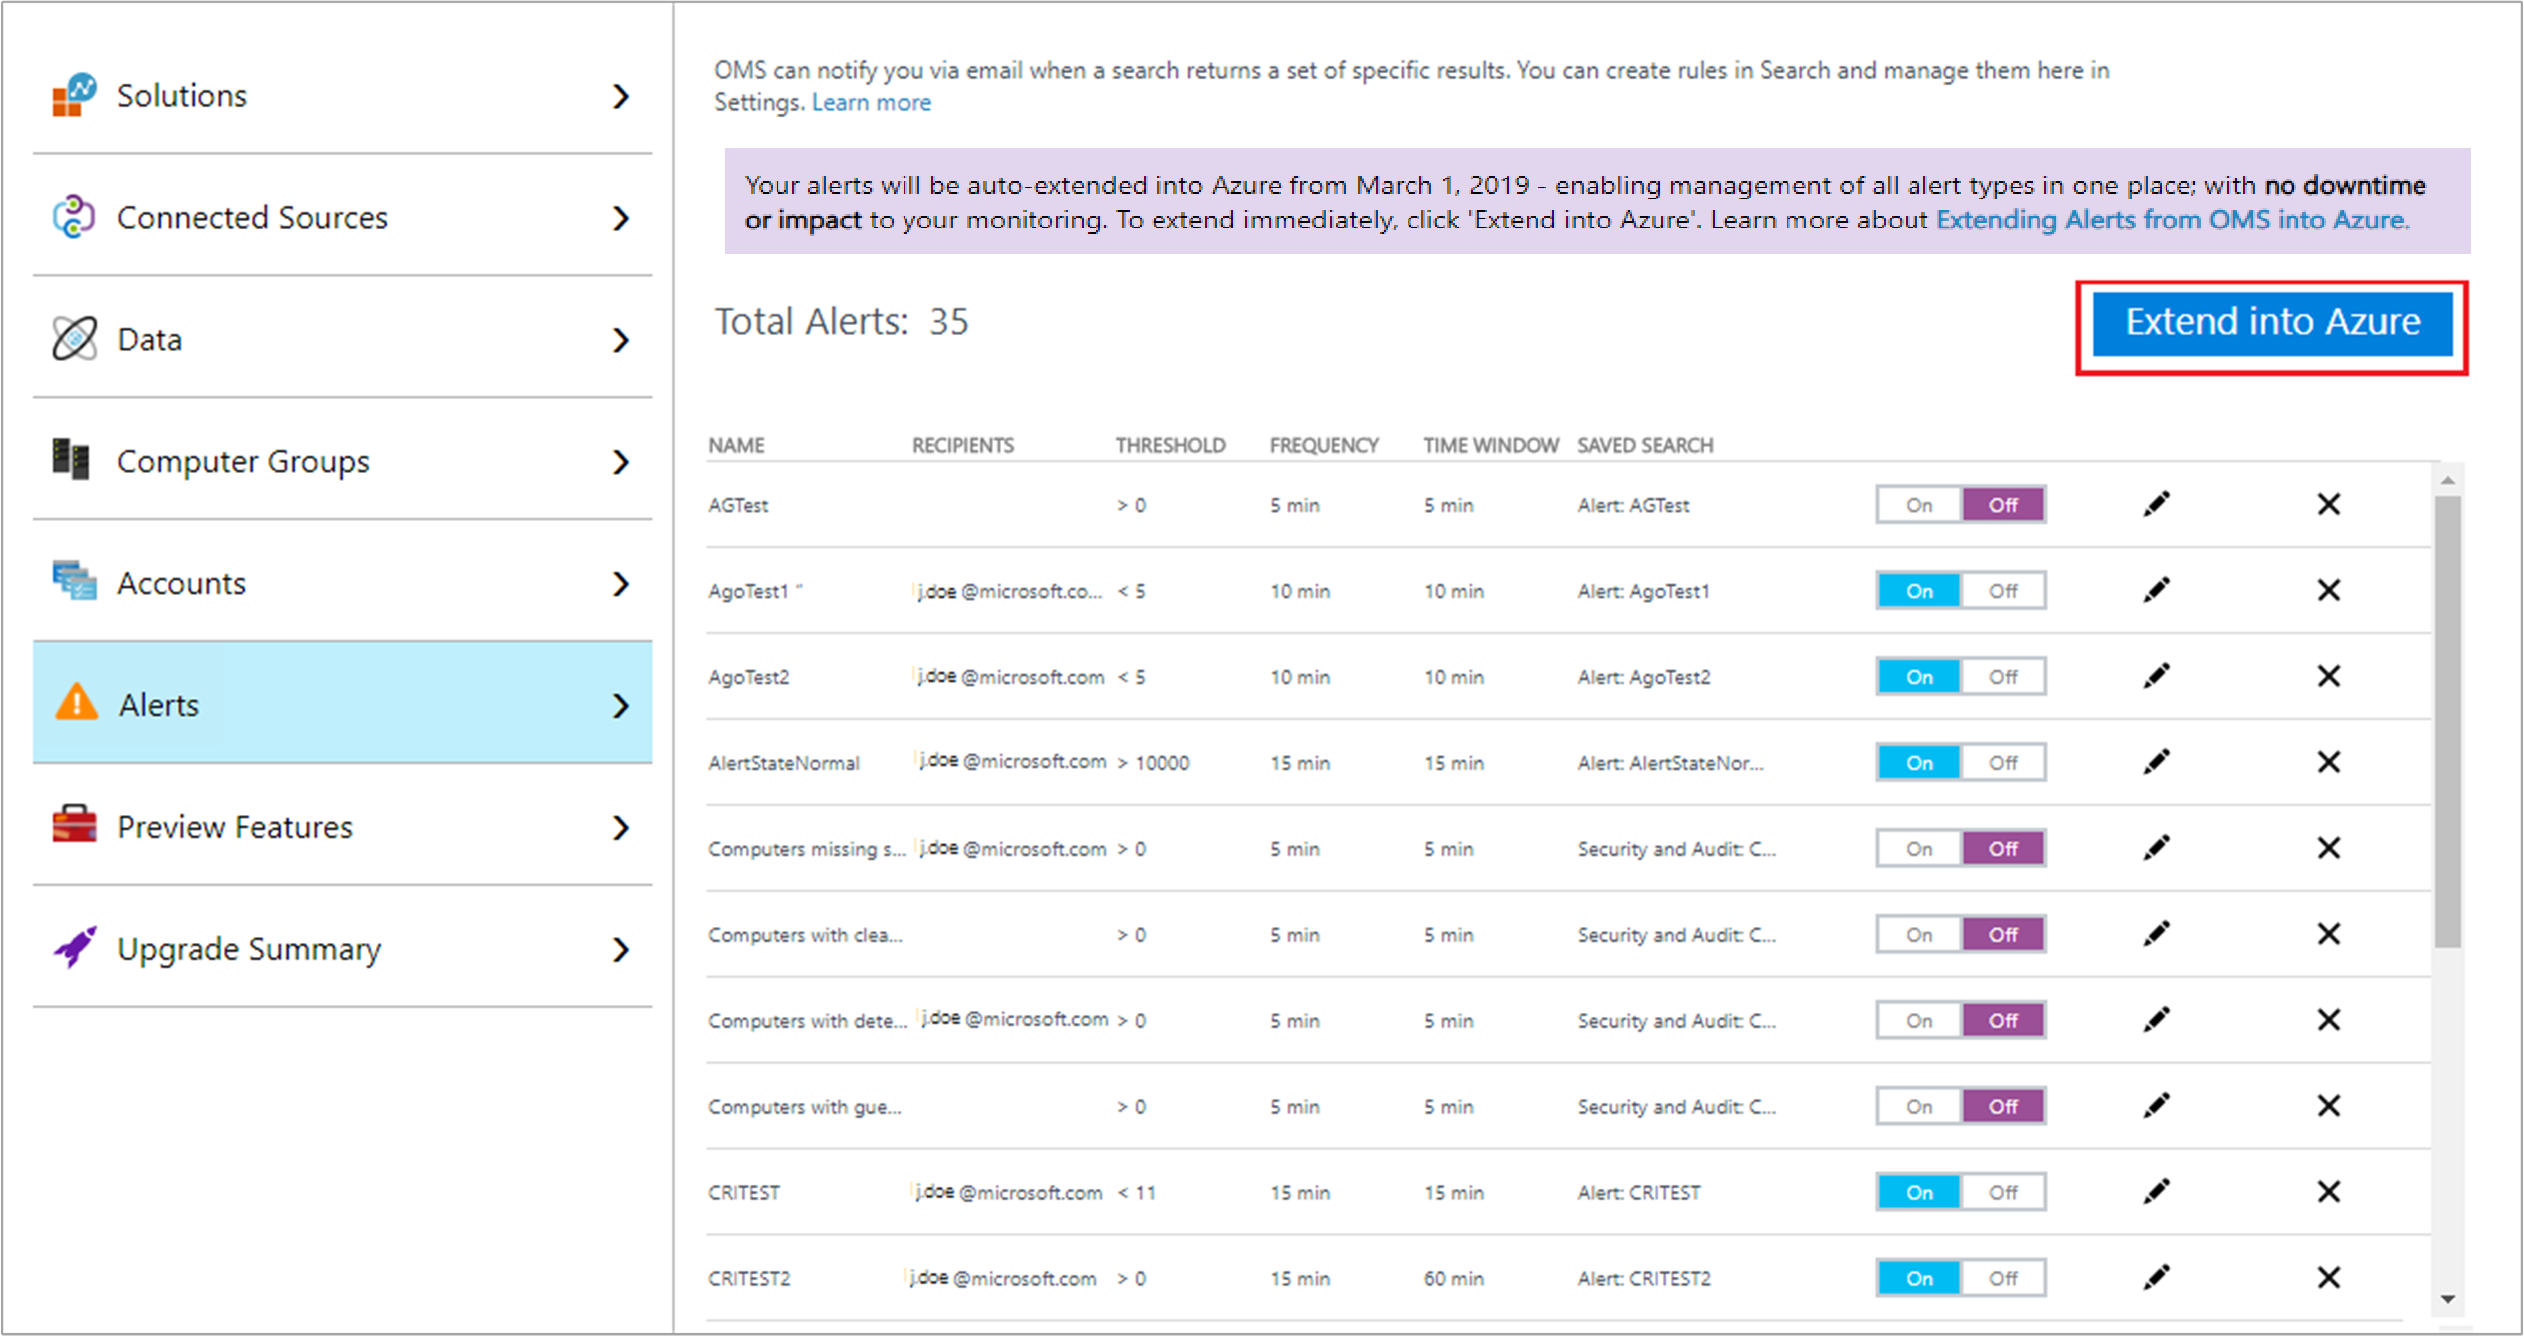 Solutions
Connected Sources
Data
Computer Groups
Accounts
Alerts
Preview Features
Upgrade Summary
OMS can notify you via email when a search returns a set of specific results. You can create rules in Search and manage them here in
Settings. Learn more
Your alerts will be auto-extended into Azure from March 1, 2019 - enabling management of all alert types in one place; with no downtime
or impact to your monitoring. To extend immediately, click 'Extend into Azure'. Learn more about Extending Alerts from OMS into Azure.
Total Alerts: 35
Extend into Azure
NAME RECIPIENTS THRESHOLD FREQUENCY TIME WINDOW SAVED SEARCH
AGTest > 0 5 min 5 min Alert: AGTest On Off
AgoTest1 j.doe @microsoft.co... < 5 10 min 10 min Alert: AgoTest1 On Off
AgoTest2 j.doe @microsoft.com < 5 10 min 10 min Alert: AgoTest2 On Off
AlertStateNormal j.doe @microsoft.com > 10000 15 min 15 min Alert: AlertStateNor... On Off
Computers missing s... j.doe @microsoft.com > 0 5 min 5 min Security and Audit: C... On Off
Computers with clea... > 0 5 min 5 min Security and Audit: C... On Off
Computers with dete... j.doe @microsoft.com > 0 5 min 5 min Security and Audit: C... On Off
Computers with gue... > 0 5 min 5 min Security and Audit: C... On Off
CRITEST j.doe @microsoft.com < 11 15 min 15 min Alert: CRITEST On Off
CRITEST2 j.doe @microsoft.com > 0 15 min 60 min Alert: CRITEST2 On Off